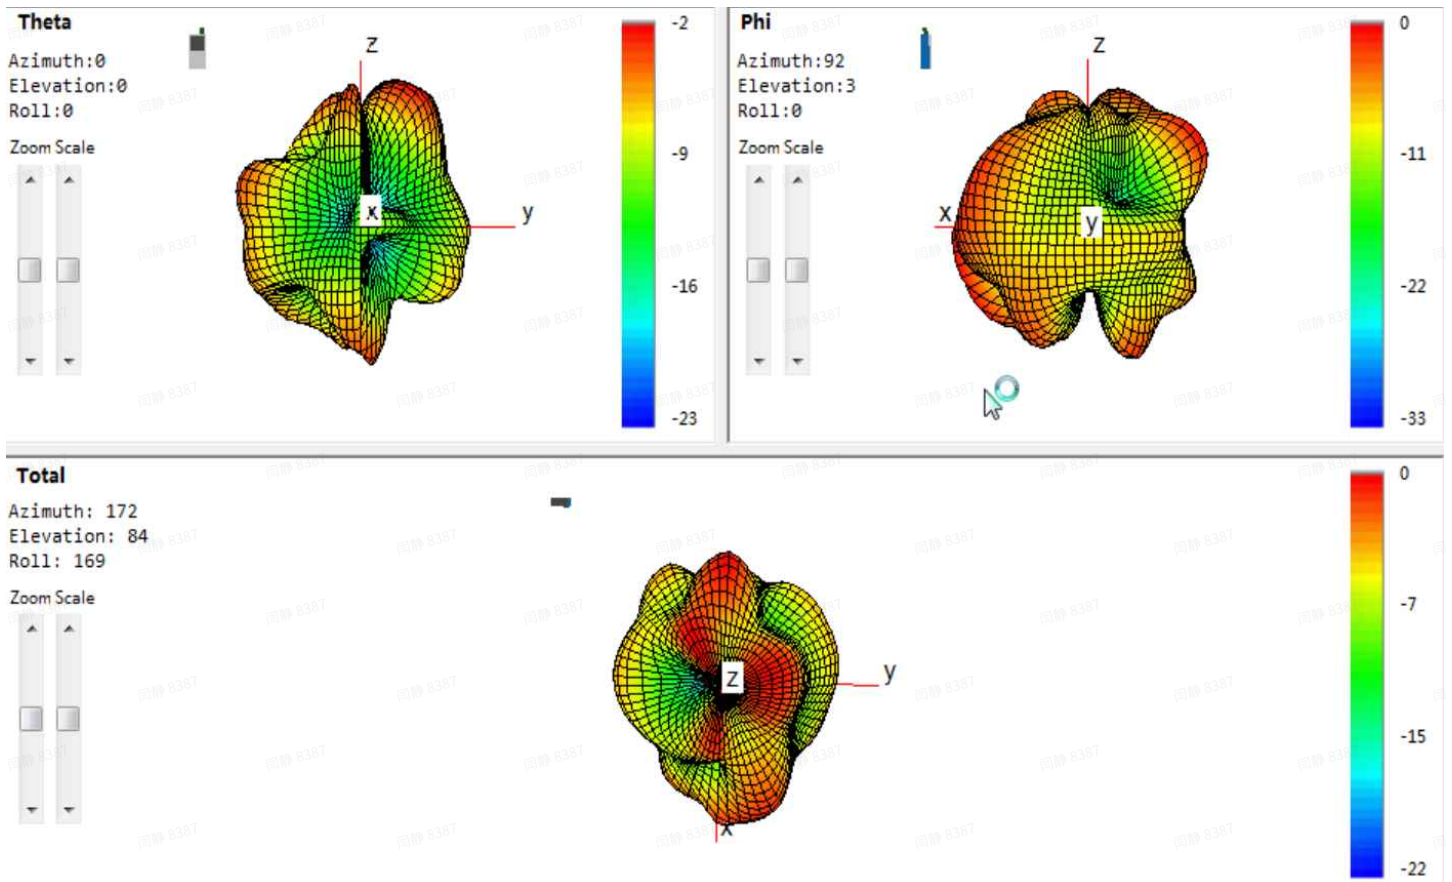 Theta
Azimuth:0
Elevation:0
Roll:0
Zoom Scale
z
x
y
-2
-9
-16
-23
Phi
Azimuth:92
Elevation:3
Roll:0
Zoom Scale
z
x
y
0
-11
-22
-33
Total
Azimuth: 172
Elevation: 84
Roll: 169
Zoom Scale
z
y
x
0
-7
-15
-22